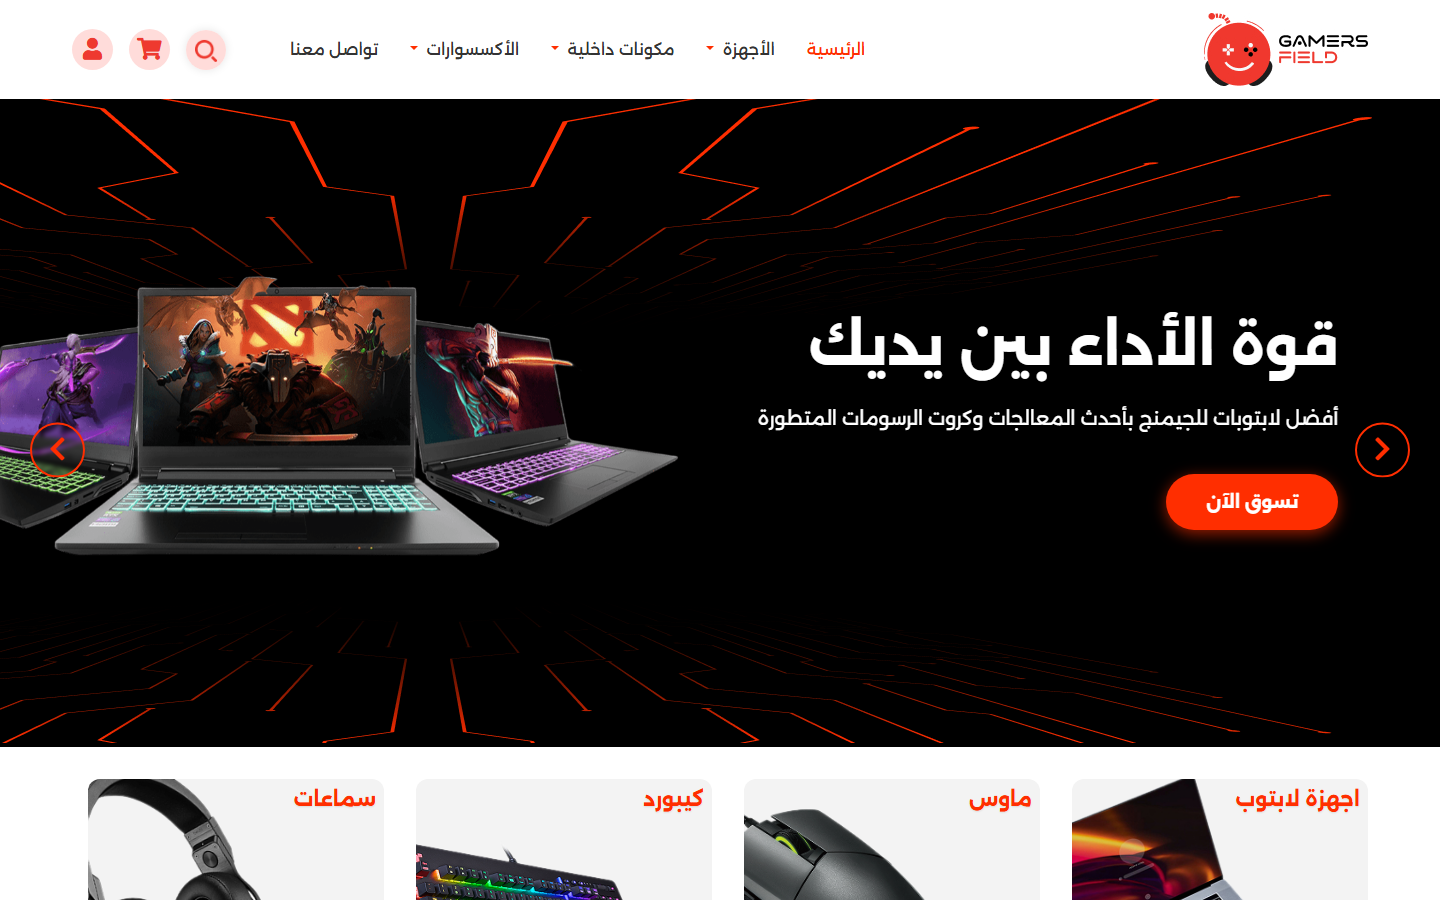 GAMERS
FIELD
الرئيسية
الأجهزة
مكونات داخلية
الأكسسوارات
تواصل معنا
قوة الأداء بين يديك
أفضل لابتوبات للجيمنج بأحدث المعالجات وكروت الرسومات المتطورة
تسوق الآن
اجهزة لابتوب
ماوس
كيبورد
سماعات